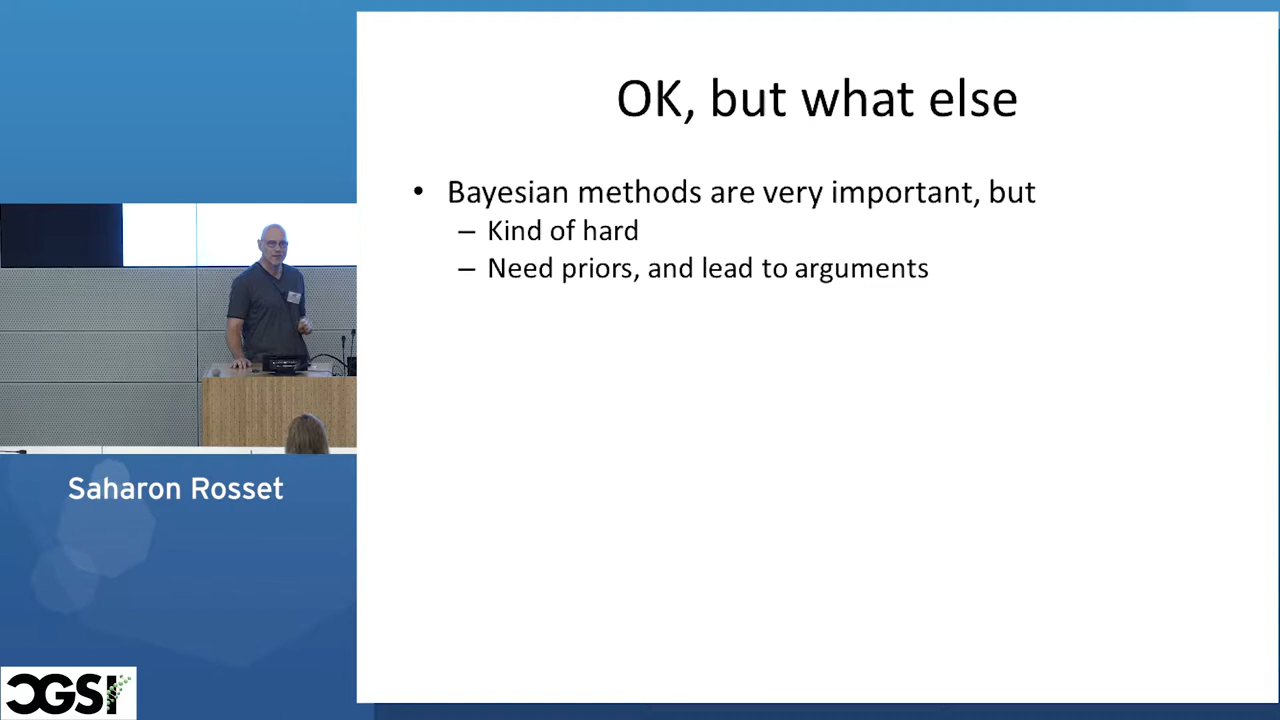 OK, but what else
• Bayesian methods are very important, but
– Kind of hard
– Need priors, and lead to arguments
Saharon Rosset
CGSI